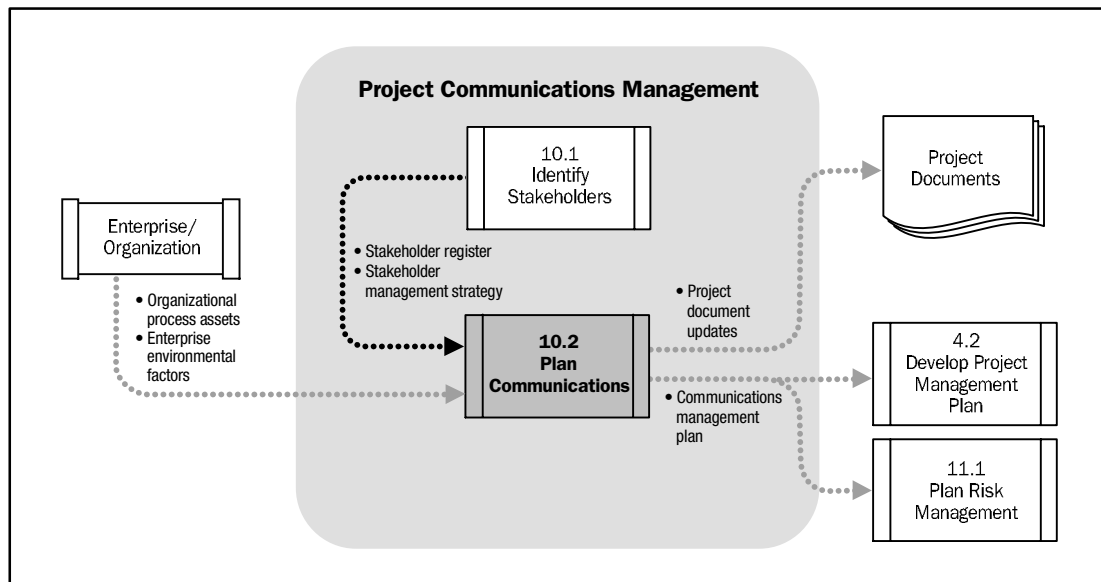 Project Communications Management
10.1
Identify
Stakeholders
Project
Documents
Enterprise/
Organization
• Stakeholder register
• Stakeholder
management strategy
• Organizational
process assets
• Enterprise
environmental
factors
• Project
document
updates
10.2
Plan
Communications
4.2
Develop Project
Management
Plan
• Communications
management
plan
11.1
Plan Risk
Management